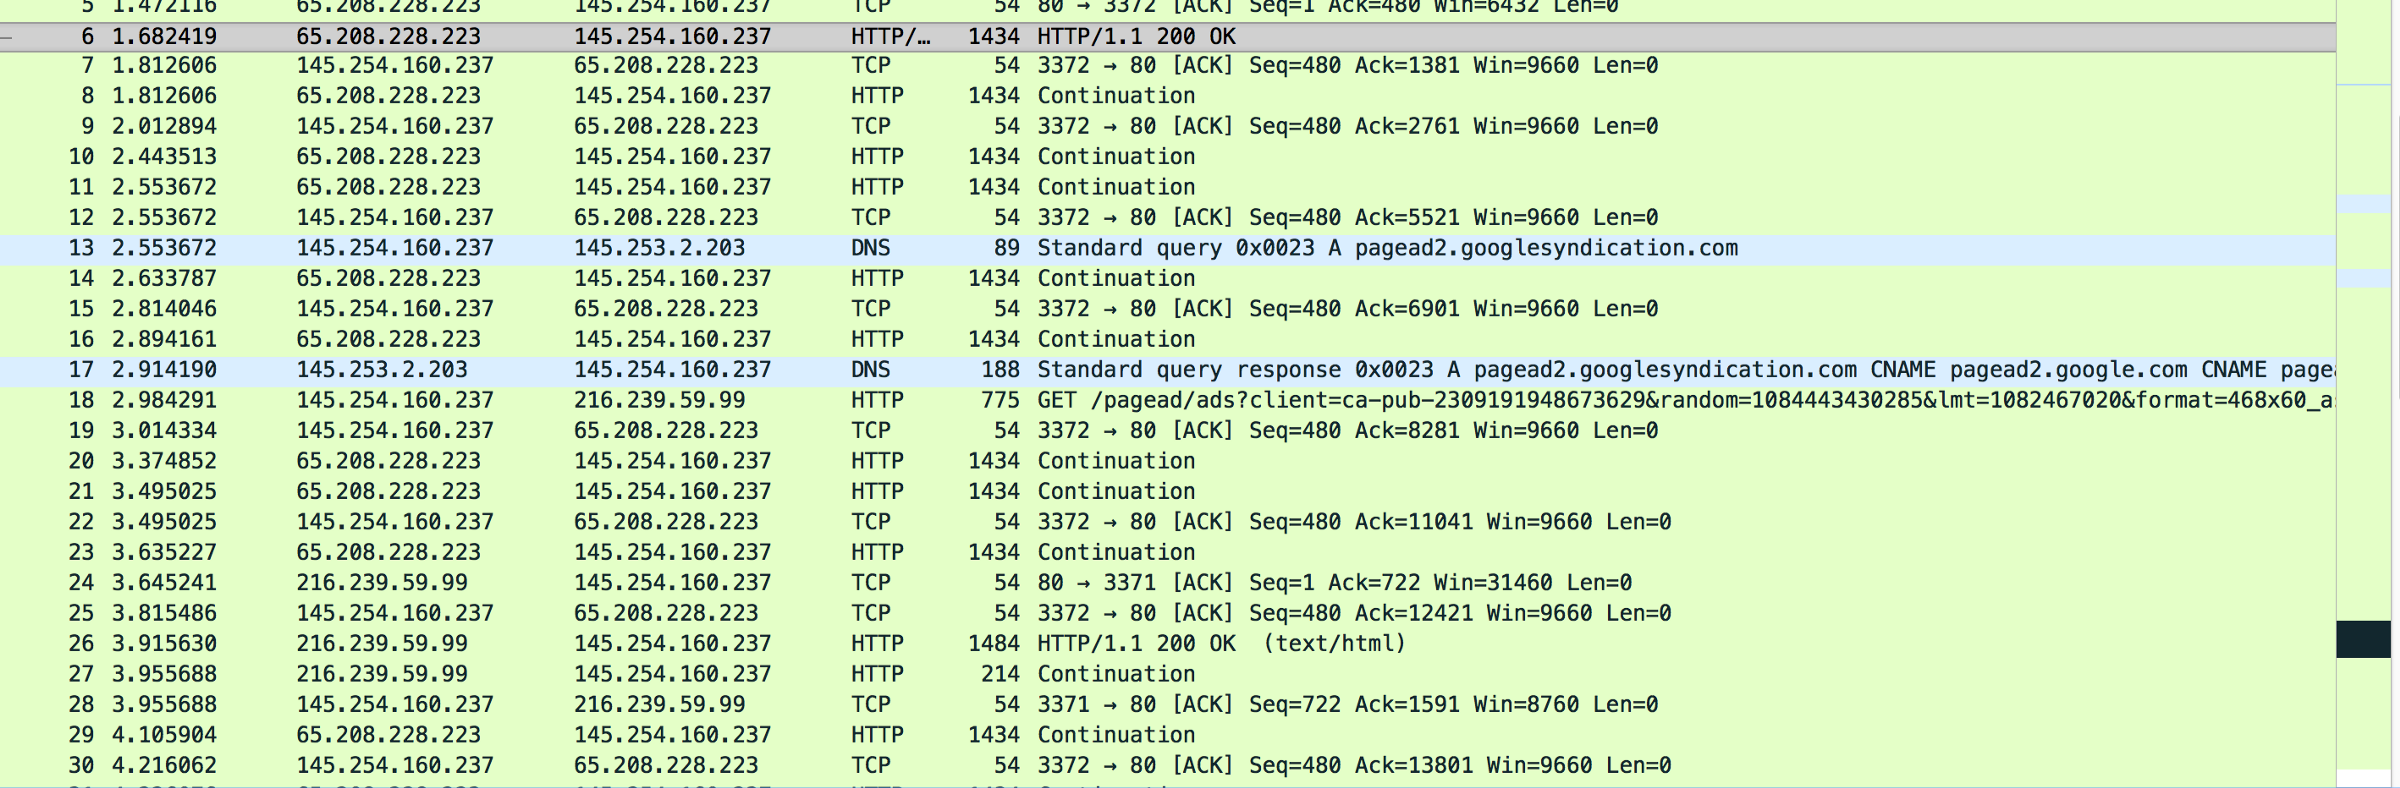 5 1.472116 65.208.228.223 145.254.160.237 TCP 54 80 → 3372 [ACK] Seq=1 Ack=480 Win=6432 Len=0
6 1.682419 65.208.228.223 145.254.160.237 HTTP/… 1434 HTTP/1.1 200 OK
7 1.812606 145.254.160.237 65.208.228.223 TCP 54 3372 → 80 [ACK] Seq=480 Ack=1381 Win=9660 Len=0
8 1.812606 65.208.228.223 145.254.160.237 HTTP 1434 Continuation
9 2.012894 145.254.160.237 65.208.228.223 TCP 54 3372 → 80 [ACK] Seq=480 Ack=2761 Win=9660 Len=0
10 2.443513 65.208.228.223 145.254.160.237 HTTP 1434 Continuation
11 2.553672 65.208.228.223 145.254.160.237 HTTP 1434 Continuation
12 2.553672 145.254.160.237 65.208.228.223 TCP 54 3372 → 80 [ACK] Seq=480 Ack=5521 Win=9660 Len=0
13 2.553672 145.254.160.237 145.253.2.203 DNS 89 Standard query 0x0023 A pagead2.googlesyndication.com
14 2.633787 65.208.228.223 145.254.160.237 HTTP 1434 Continuation
15 2.814046 145.254.160.237 65.208.228.223 TCP 54 3372 → 80 [ACK] Seq=480 Ack=6901 Win=9660 Len=0
16 2.894161 65.208.228.223 145.254.160.237 HTTP 1434 Continuation
17 2.914190 145.253.2.203 145.254.160.237 DNS 188 Standard query response 0x0023 A pagead2.googlesyndication.com CNAME pagead2.google.com CNAME pagea
18 2.984291 145.254.160.237 216.239.59.99 HTTP 775 GET /pagead/ads?client=ca-pub-2309191948673629&random=1084443430285&lmt=1082467020&format=468x60_a
19 3.014334 145.254.160.237 65.208.228.223 TCP 54 3372 → 80 [ACK] Seq=480 Ack=8281 Win=9660 Len=0
20 3.374852 65.208.228.223 145.254.160.237 HTTP 1434 Continuation
21 3.495025 65.208.228.223 145.254.160.237 HTTP 1434 Continuation
22 3.495025 145.254.160.237 65.208.228.223 TCP 54 3372 → 80 [ACK] Seq=480 Ack=11041 Win=9660 Len=0
23 3.635227 65.208.228.223 145.254.160.237 HTTP 1434 Continuation
24 3.645241 216.239.59.99 145.254.160.237 TCP 54 80 → 3371 [ACK] Seq=1 Ack=722 Win=31460 Len=0
25 3.815486 145.254.160.237 65.208.228.223 TCP 54 3372 → 80 [ACK] Seq=480 Ack=12421 Win=9660 Len=0
26 3.915630 216.239.59.99 145.254.160.237 HTTP 1484 HTTP/1.1 200 OK (text/html)
27 3.955688 216.239.59.99 145.254.160.237 HTTP 214 Continuation
28 3.955688 145.254.160.237 216.239.59.99 TCP 54 3371 → 80 [ACK] Seq=722 Ack=1591 Win=8760 Len=0
29 4.105904 65.208.228.223 145.254.160.237 HTTP 1434 Continuation
30 4.216062 145.254.160.237 65.208.228.223 TCP 54 3372 → 80 [ACK] Seq=480 Ack=13801 Win=9660 Len=0